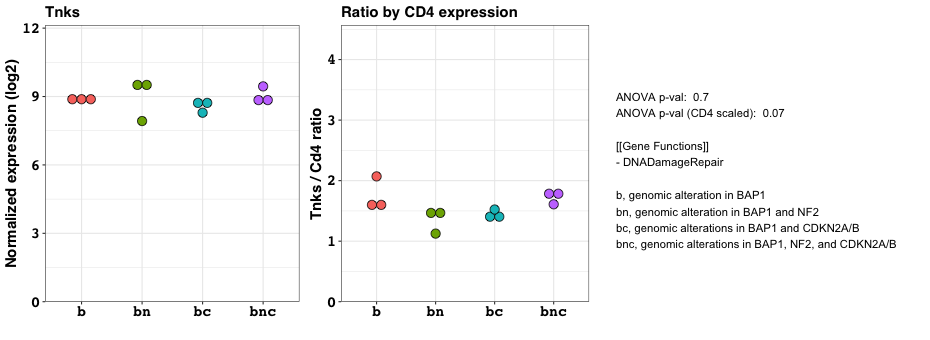 Tnks
Normalized expression (log2)
12
9
6
3
0
b
bn
bc
bnc
Ratio by CD4 expression
Tnks / Cd4 ratio
4
3
2
1
0
b
bn
bc
bnc
ANOVA p-val: 0.7
ANOVA p-val (CD4 scaled): 0.07
[[Gene Functions]]
- DNADamageRepair
b, genomic alteration in BAP1
bn, genomic alteration in BAP1 and NF2
bc, genomic alterations in BAP1 and CDKN2A/B
bnc, genomic alterations in BAP1, NF2, and CDKN2A/B